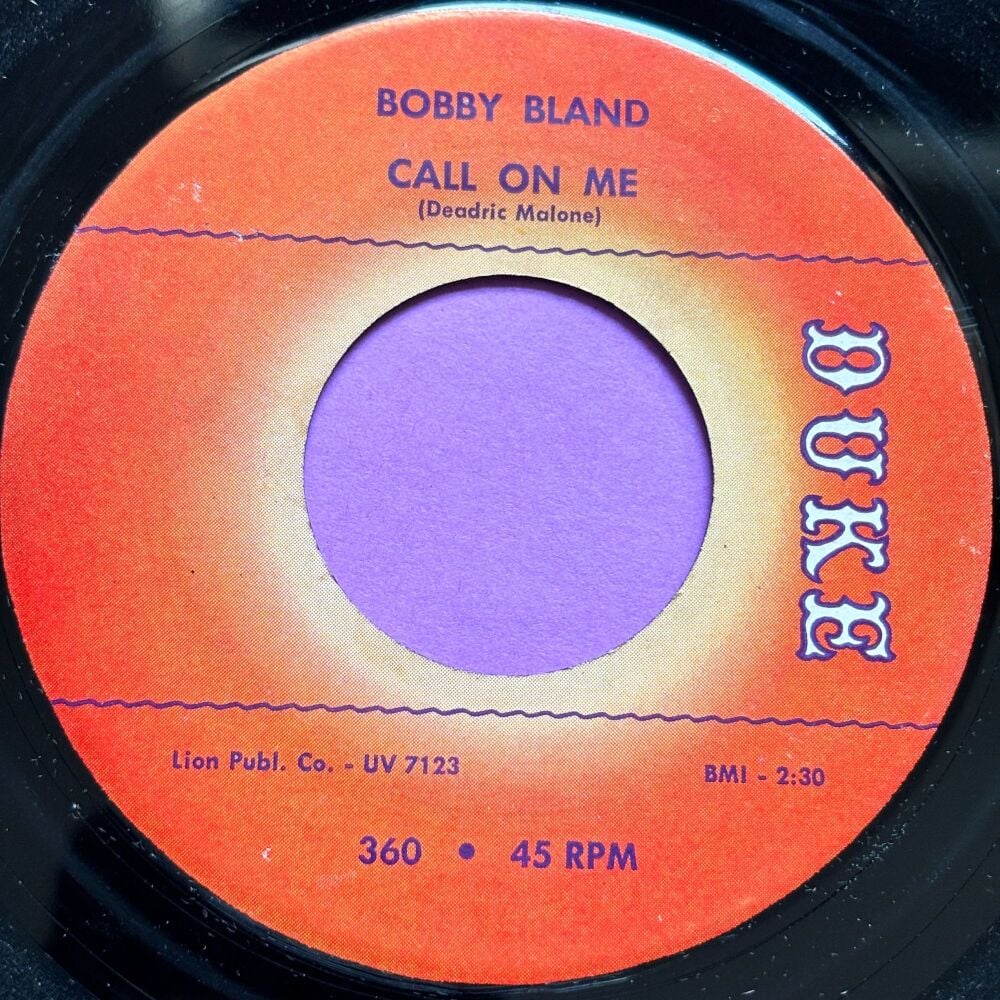 BOBBY BLAND
CALL ON ME
(Deadric Malone)
DUKE
Lion Publ. Co. - UV 7123
BMI - 2:30
360 • 45 RPM